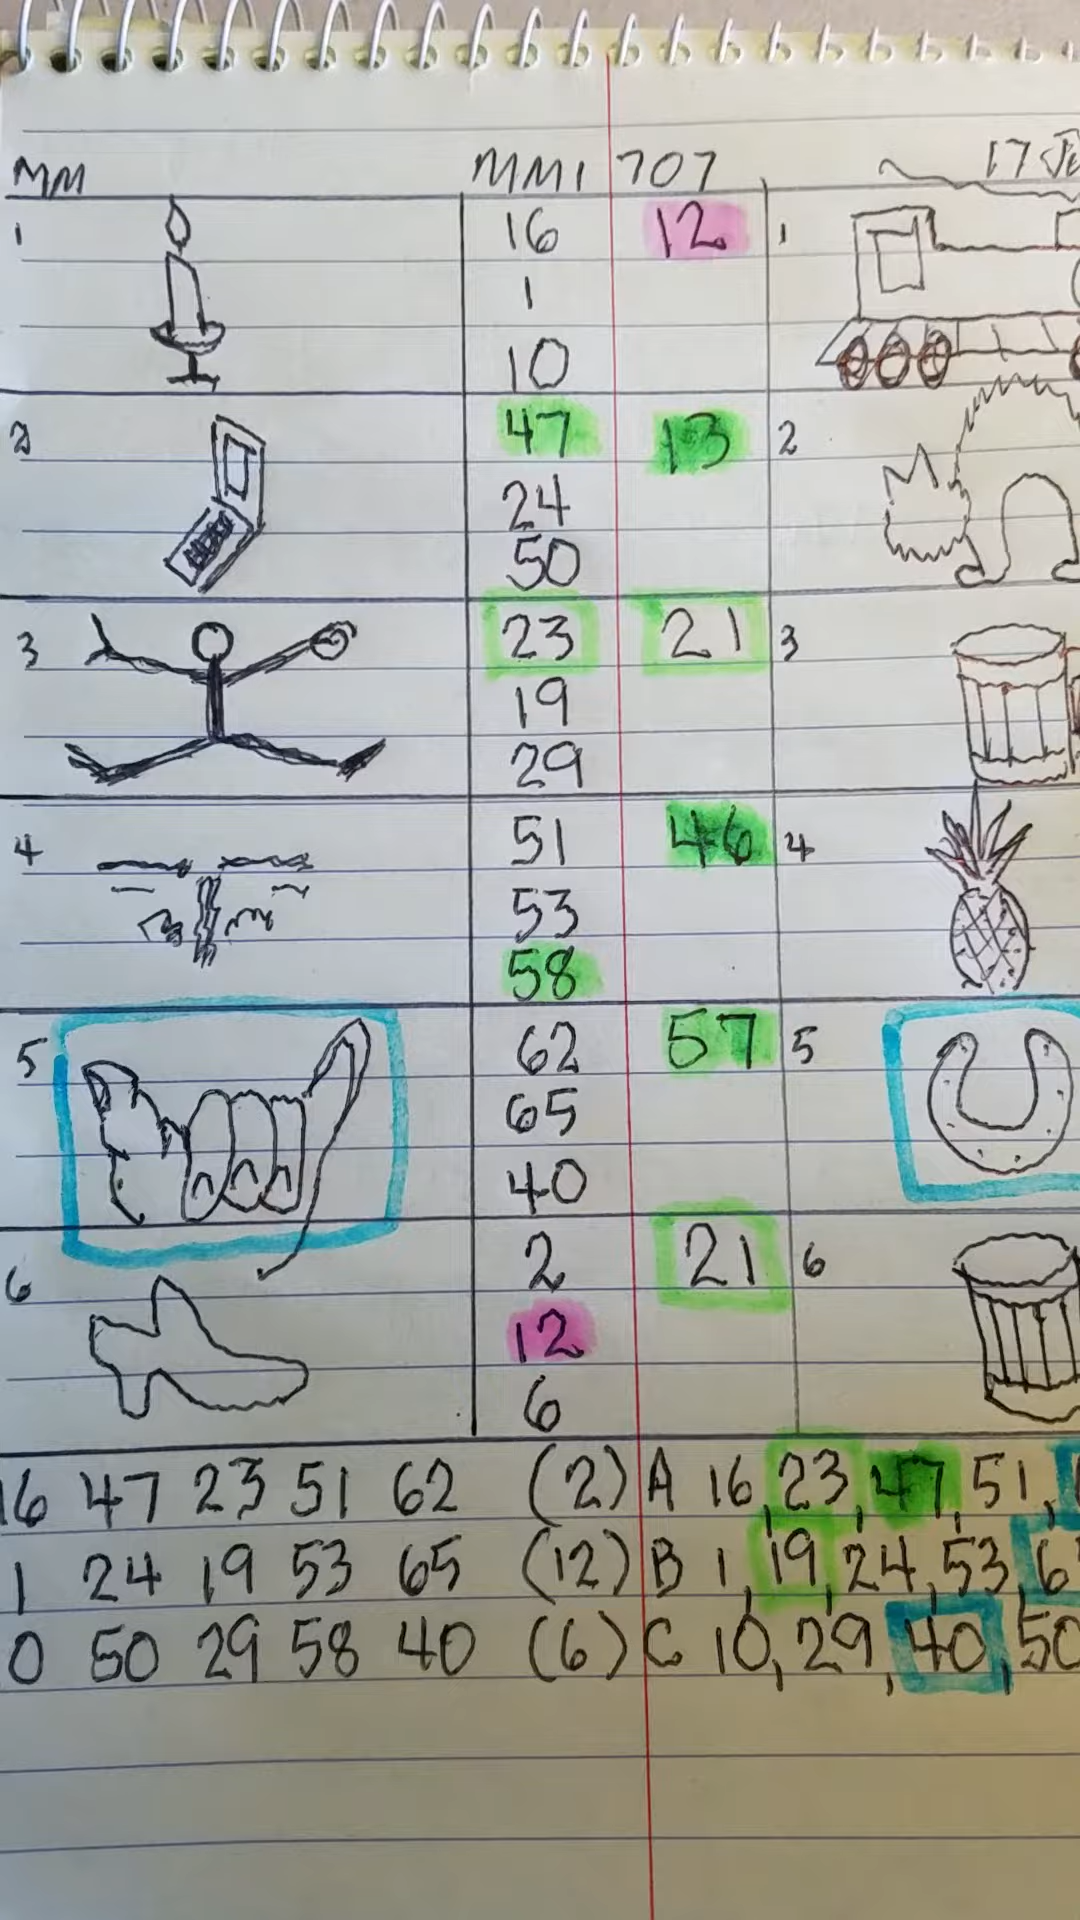 MM MM1 707 17
1 16 12 1
1
10
2 47 13 2
24
50
3 23 21 3
19
29
4 51 46 4
53
58
5 62 57 5
65
40
6 2 21 6
12
6
16 47 23 51 62 (2) A 16, 23, 47, 51,
1 24 19 53 65 (12) B 1, 19, 24, 53, 6
0 50 29 58 40 (6) C 10, 29, 40, 50